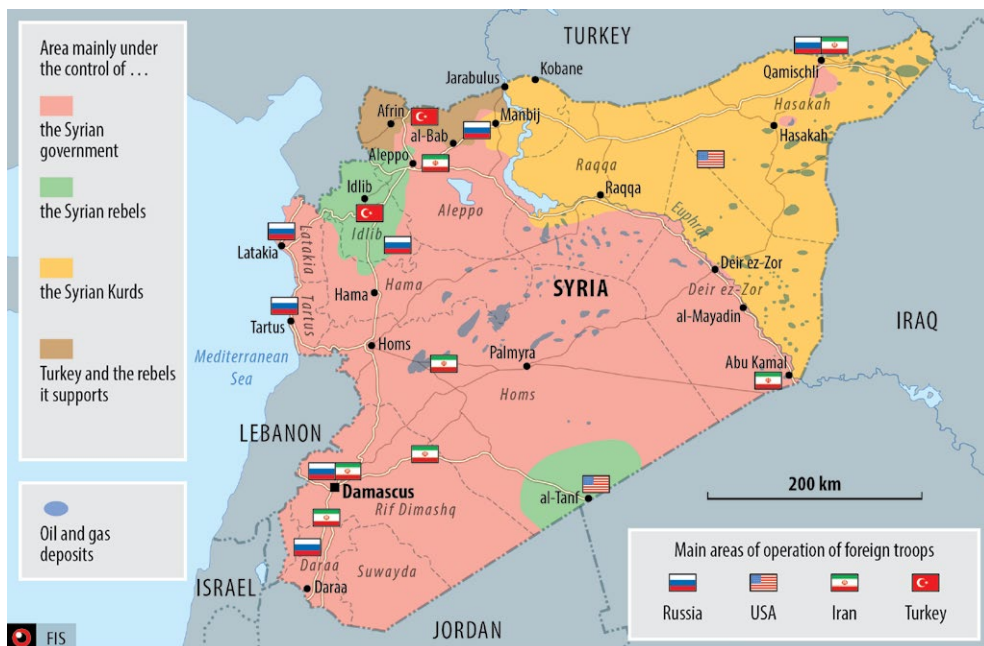 Area mainly under
the control of …
the Syrian
government
the Syrian rebels
the Syrian Kurds
Turkey and the rebels
it supports
Oil and gas
deposits
TURKEY
Kobane
Jarabulus
Qamischli
Afrin
Manbij
al-Bab
Hasakah
Hasakah
Aleppo
Raqqa
Idlib
Raqqa
Aleppo
Idlib
Euphrat
Latakia
Latakia
Deir ez-Zor
SYRIA
Hama
Hama
Deir ez-Zor
Tartus
al-Mayadin
Tartus
IRAQ
Homs
Mediterranean
Sea
Palmyra
Abu Kamal
Homs
LEBANON
al-Tanf
200 km
Damascus
Rif Dimashq
Daraa
Suwayda
ISRAEL
Daraa
JORDAN
Main areas of operation of foreign troops
Russia
USA
Iran
Turkey
FIS